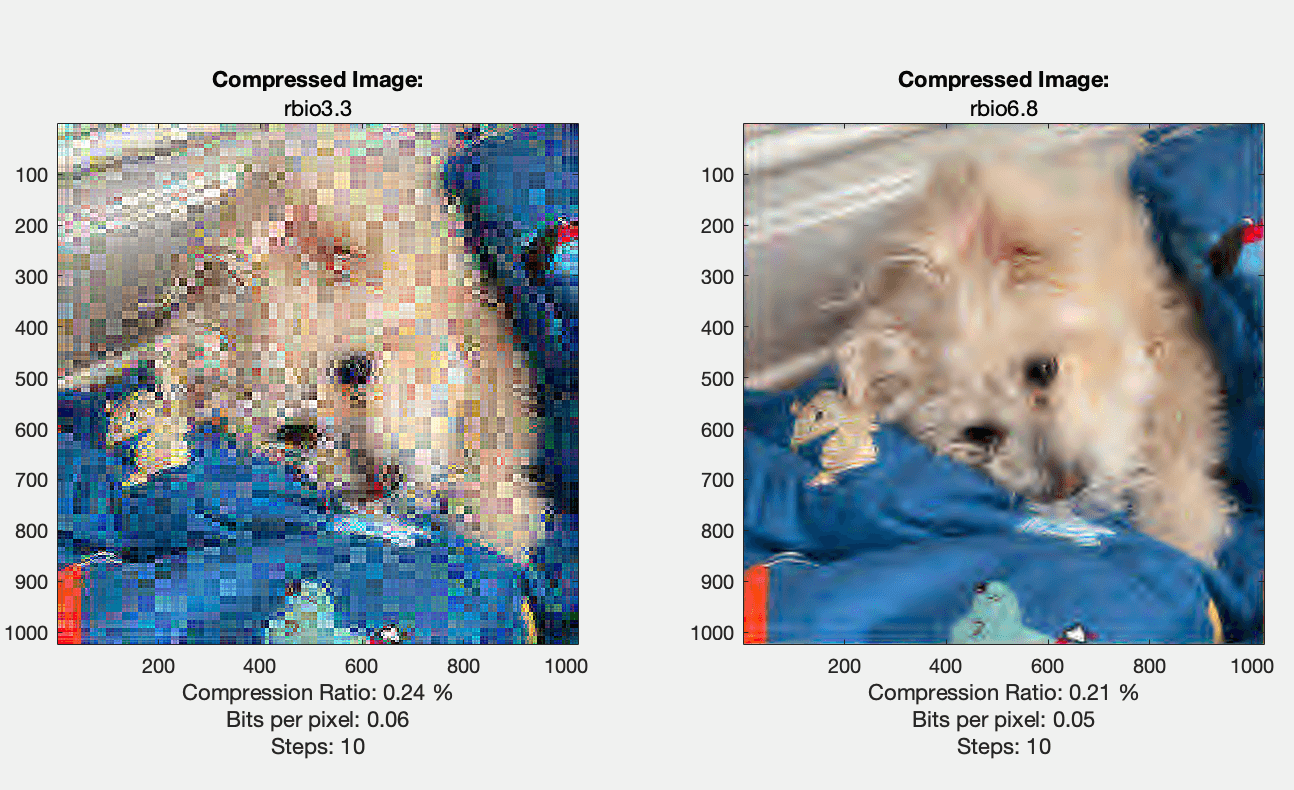 Compressed Image:
rbio3.3
100
200
300
400
500
600
700
800
900
1000
200 400 600 800 1000
Compression Ratio: 0.24 %
Bits per pixel: 0.06
Steps: 10
Compressed Image:
rbio6.8
100
200
300
400
500
600
700
800
900
1000
200 400 600 800 1000
Compression Ratio: 0.21 %
Bits per pixel: 0.05
Steps: 10